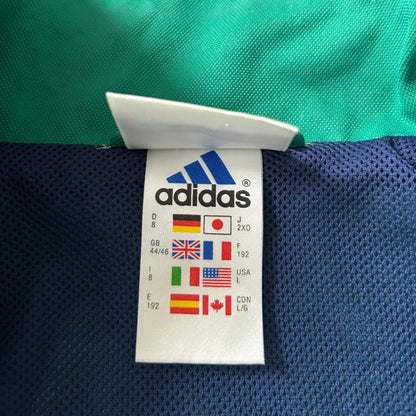 adidas®
D J
8 2XO
GB F
44/46 192
I USA
8 L
E CDN
192 L/G